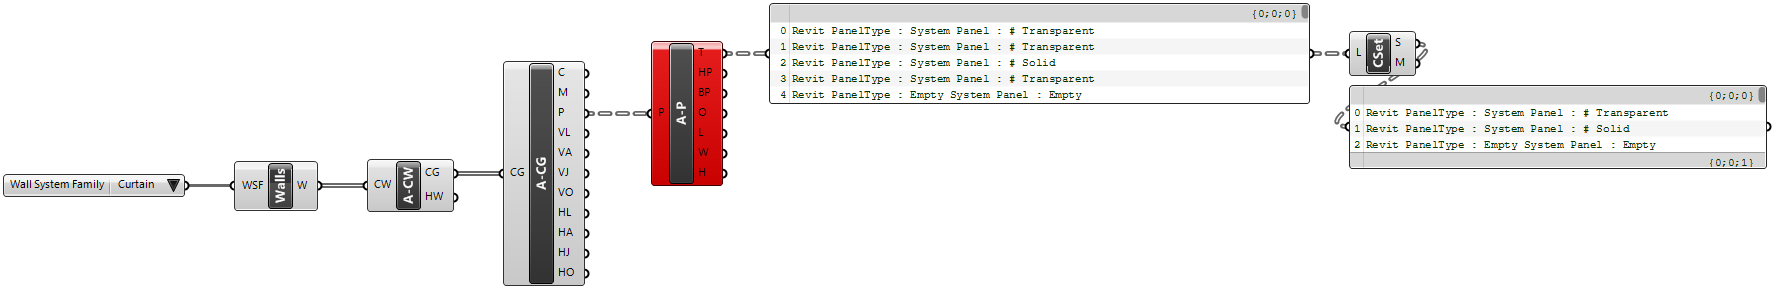 Wall System Family Curtain
WSF Walls W
CW A-CW CG
HW
CG A-CG C
M
P
VL
VA
VJ
VO
HL
HA
HJ
HO
P A-P T
HP
BP
O
L
W
H
{0;0;0}
0 Revit PanelType : System Panel : # Transparent
1 Revit PanelType : System Panel : # Transparent
2 Revit PanelType : System Panel : # Solid
3 Revit PanelType : System Panel : # Transparent
4 Revit PanelType : Empty System Panel : Empty
L CSet S
M
{0;0;0}
0 Revit PanelType : System Panel : # Transparent
1 Revit PanelType : System Panel : # Solid
2 Revit PanelType : Empty System Panel : Empty
{0;0;1}